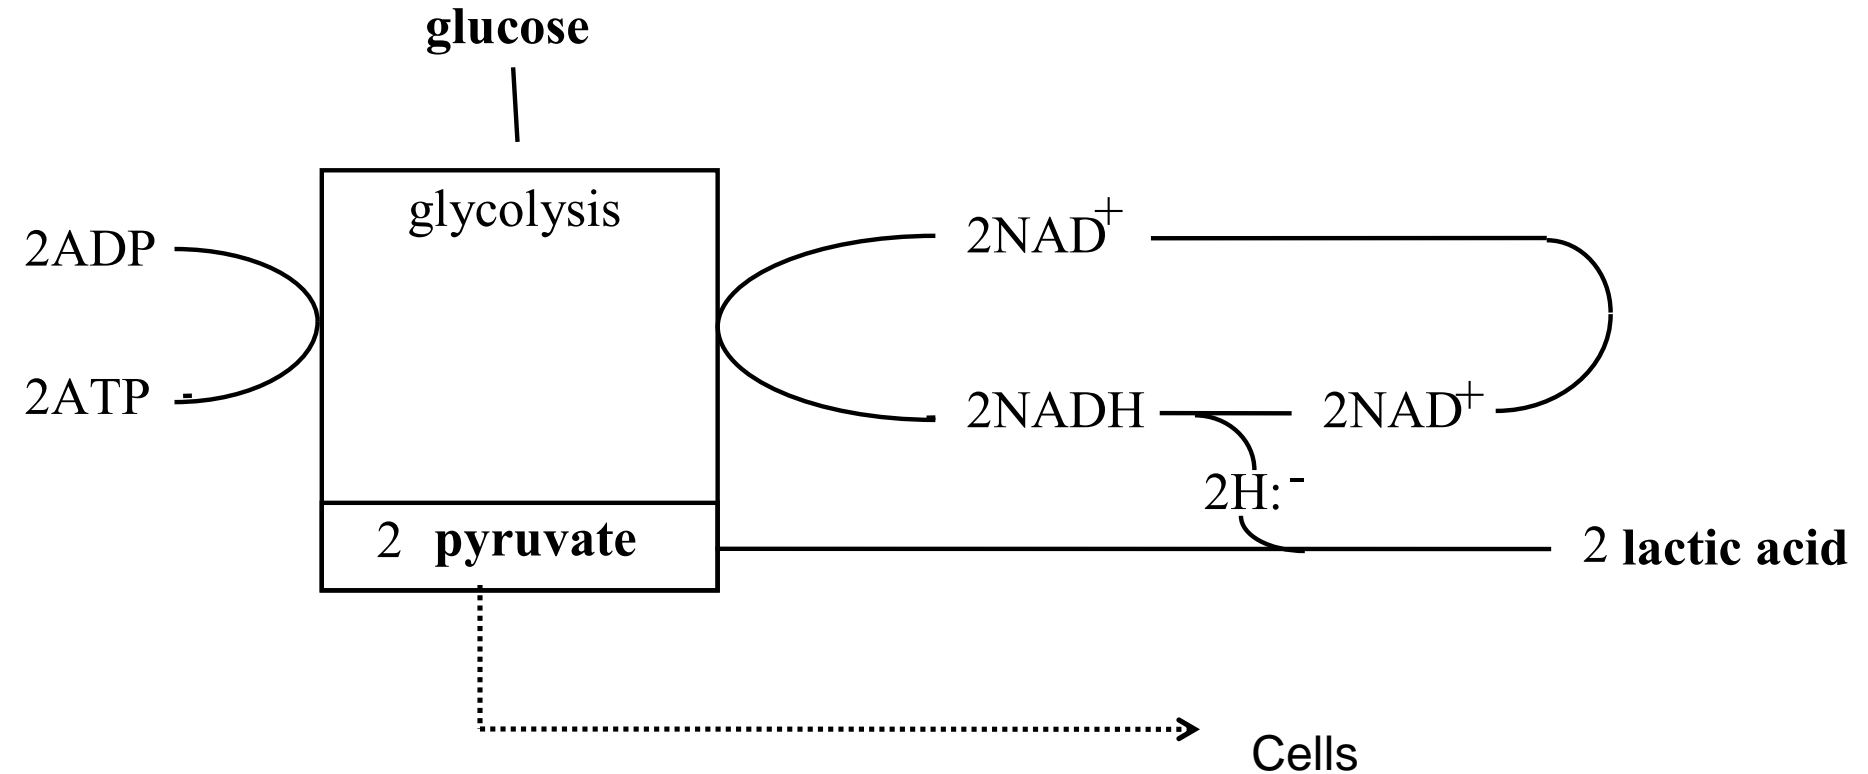 glucose
glycolysis
2ADP
2NAD+
2ATP
2NADH
2NAD+
2H:-
2 pyruvate
2 lactic acid
Cells